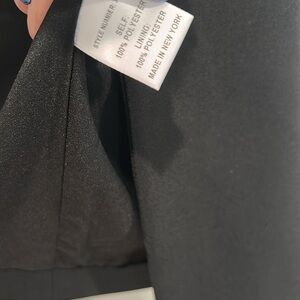 STYLE NUMBER:
SELF:
100% POLYESTER
LINING:
100% POLYESTER
MADE IN NEW YORK